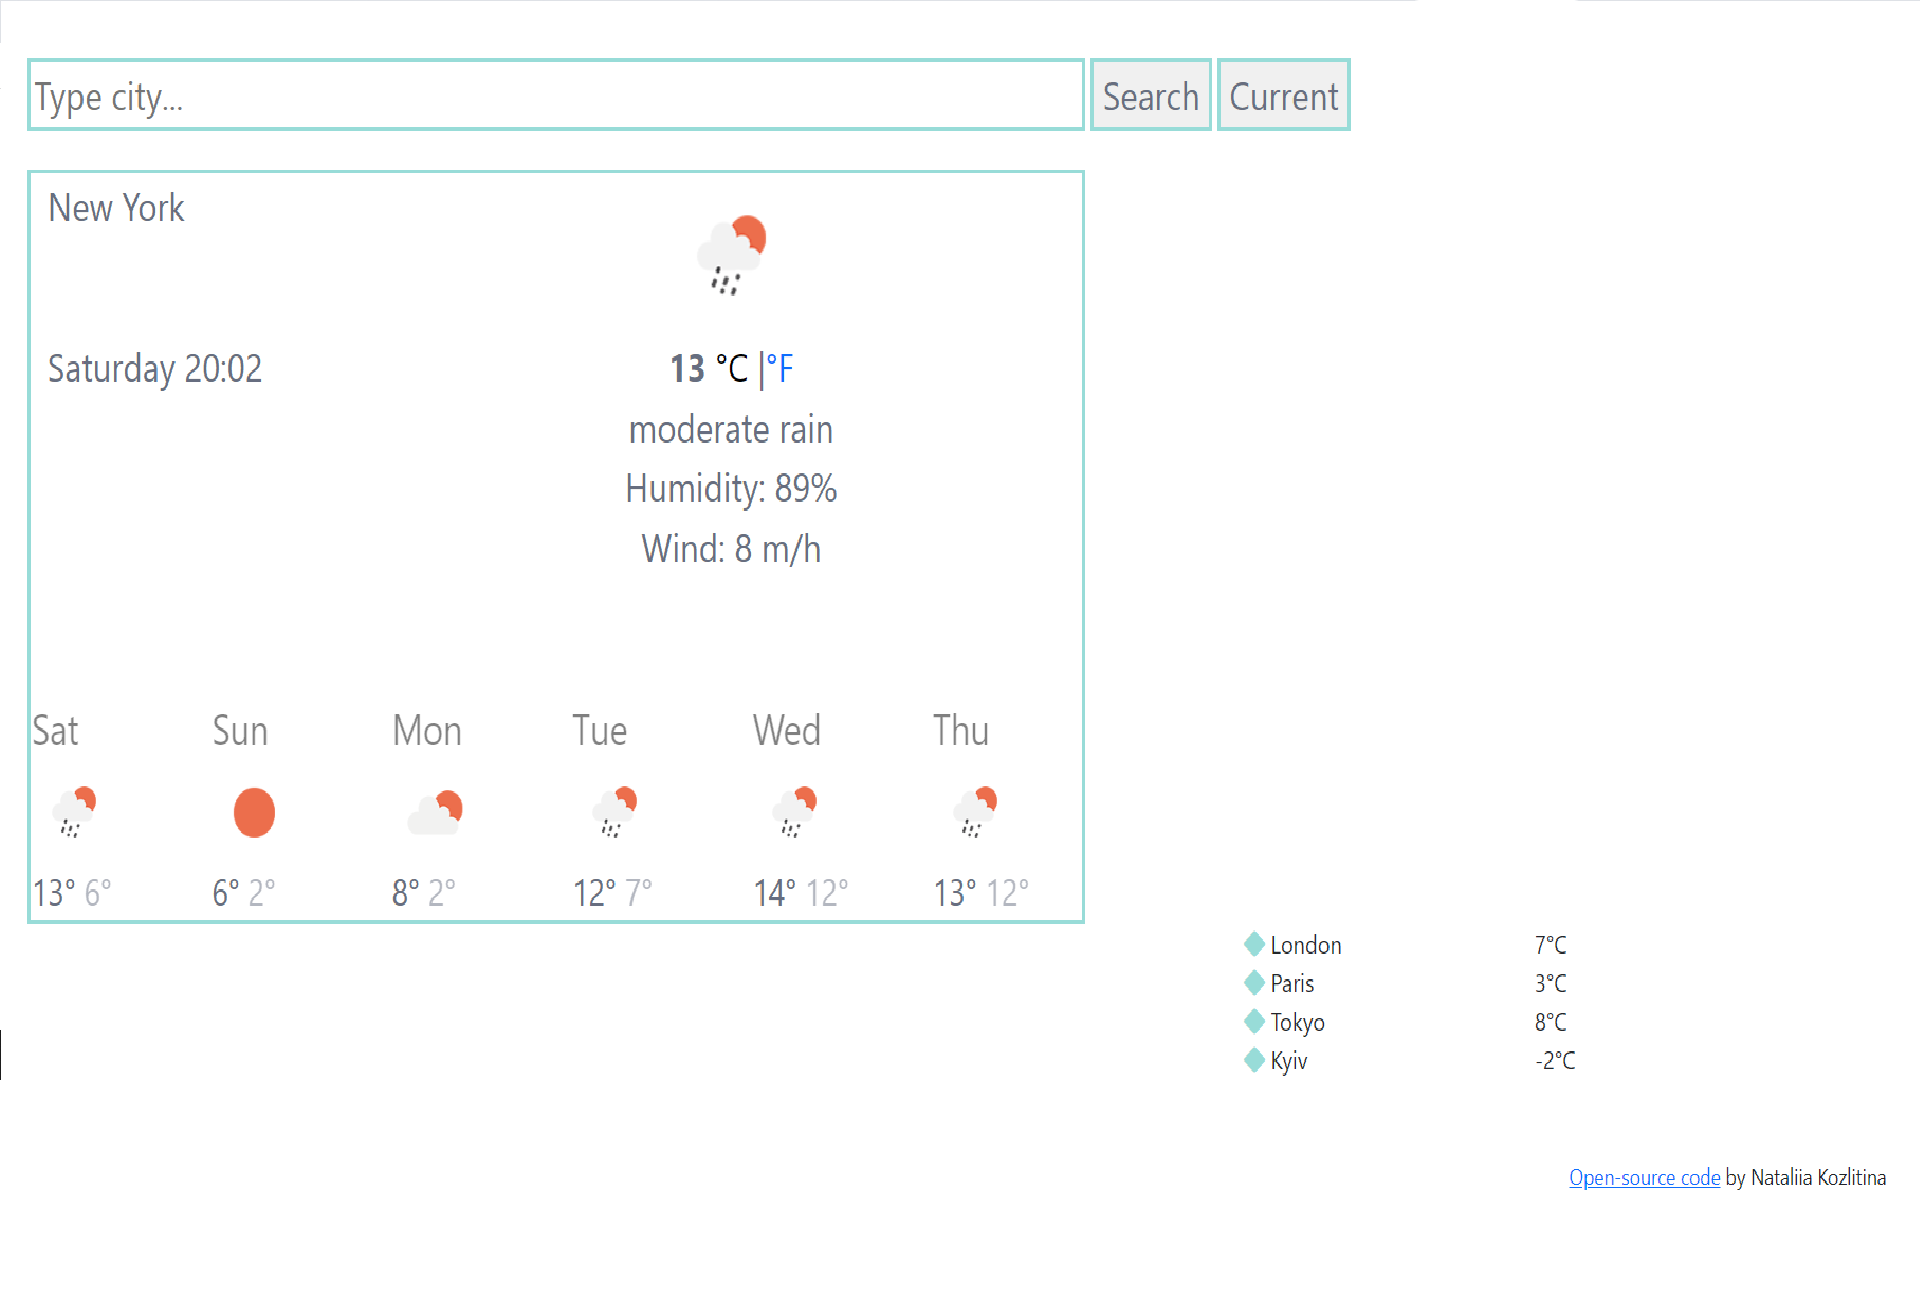 Type city... Search Current
New York
Saturday 20:02
13 °C |°F
moderate rain
Humidity: 89%
Wind: 8 m/h
Sat Sun Mon Tue Wed Thu
13° 6° 6° 2° 8° 2° 12° 7° 14° 12° 13° 12°
London 7°C
Paris 3°C
Tokyo 8°C
Kyiv -2°C
Open-source code by Nataliia Kozlitina